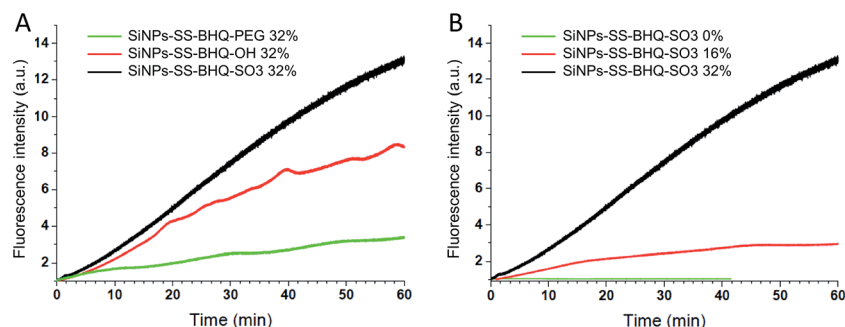 A
SiNPs-SS-BHQ-PEG 32%
SiNPs-SS-BHQ-OH 32%
SiNPs-SS-BHQ-SO3 32%
Fluorescence intensity (a.u.)
14
12
10
8
6
4
2
0
10
20
30
40
50
60
Time (min)
B
SiNPs-SS-BHQ-SO3 0%
SiNPs-SS-BHQ-SO3 16%
SiNPs-SS-BHQ-SO3 32%
Fluorescence intensity (a.u.)
14
12
10
8
6
4
2
0
10
20
30
40
50
60
Time (min)